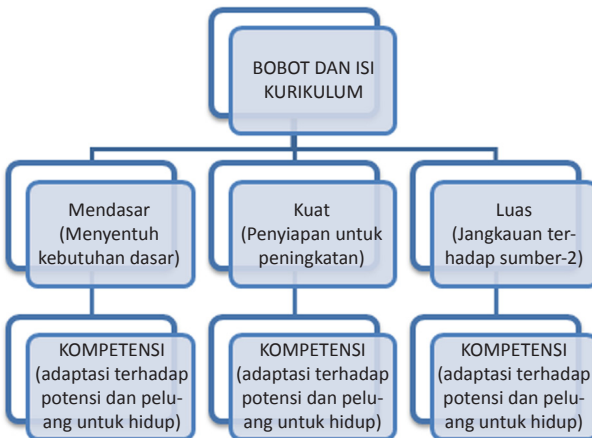 BOBOT DAN ISI
KURIKULUM
Mendasar
(Menyentuh
kebutuhan dasar)
Kuat
(Penyiapan untuk
peningkatan)
Luas
(Jangkauan ter-
hadap sumber-2)
KOMPETENSI
(adaptasi terhadap
potensi dan pelu-
ang untuk hidup)
KOMPETENSI
(adaptasi terhadap
potensi dan pelu-
ang untuk hidup)
KOMPETENSI
(adaptasi terhadap
potensi dan pelu-
ang untuk hidup)